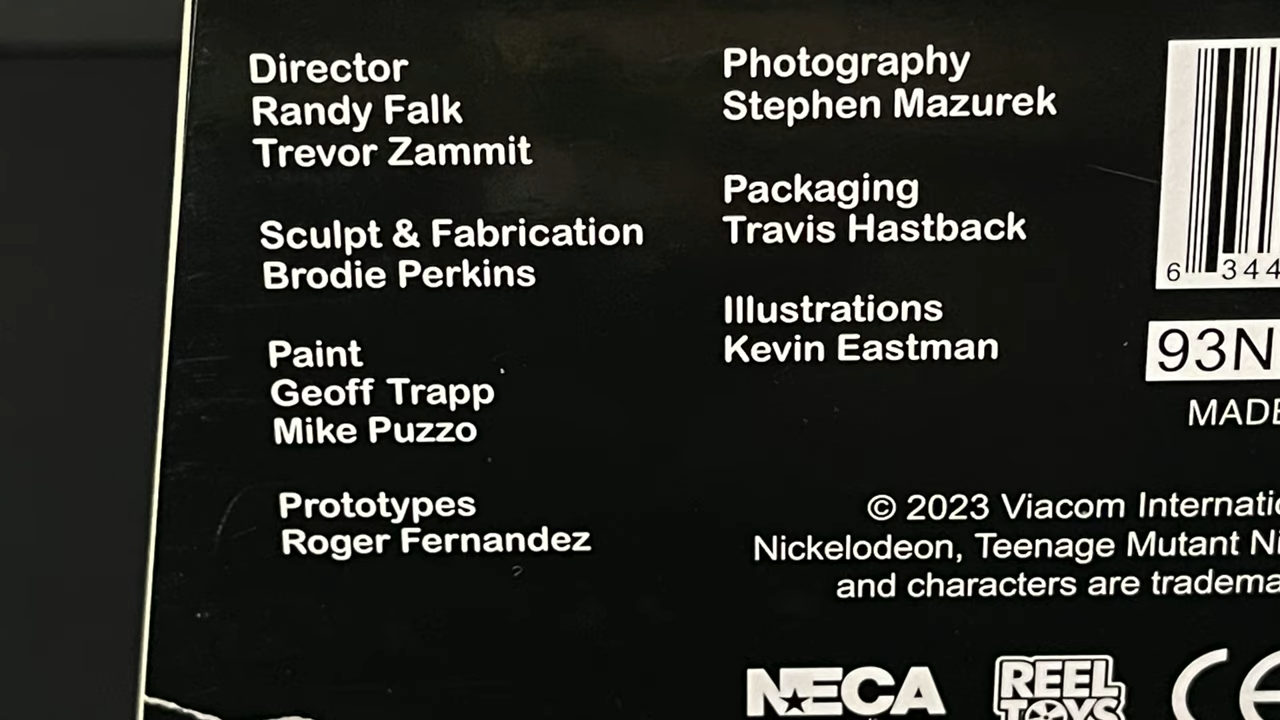 Director
Randy Falk
Trevor Zammit
Sculpt & Fabrication
Brodie Perkins
Paint
Geoff Trapp
Mike Puzzo
Prototypes
Roger Fernandez
Photography
Stephen Mazurek
Packaging
Travis Hastback
Illustrations
Kevin Eastman
6 344
93N
MADE
© 2023 Viacom
Nickelodeon, Teenage Mutant
and characters are
NECA
REEL
TOYS
CE